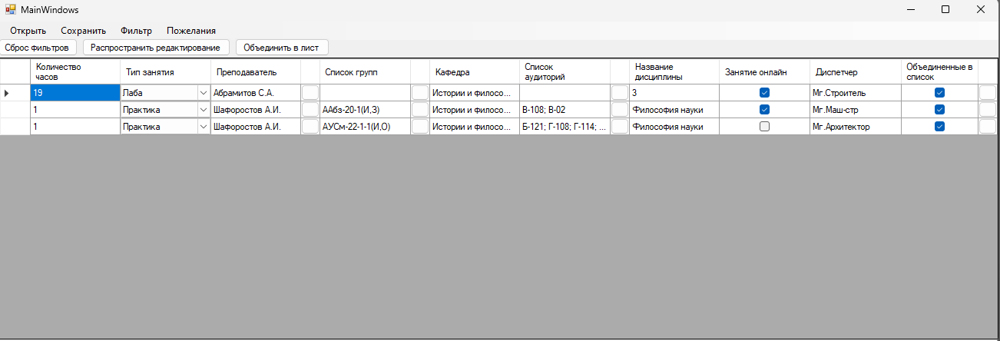 MainWindows
Открыть Сохранить Фильтр Пожелания
Сброс фильтров Распространить редактирование Объединить в лист
Количество часов Тип занятия Преподаватель Список групп Кафедра Список аудиторий Название дисциплины Занятие онлайн Диспетчер Объединенные в список
19 Лаба Абрамитов С.А. Истории и филосо... 3 Мг.Строитель
1 Практика Шафоростов А.И. ААбз-20-1(И,З) Истории и филосо... В-108; В-02 Философия науки Мг.Маш-стр
1 Практика Шафоростов А.И. АУСм-22-1-1(И,О) Истории и филосо... Б-121; Г-108; Г-114; ... Философия науки Мг.Архитектор